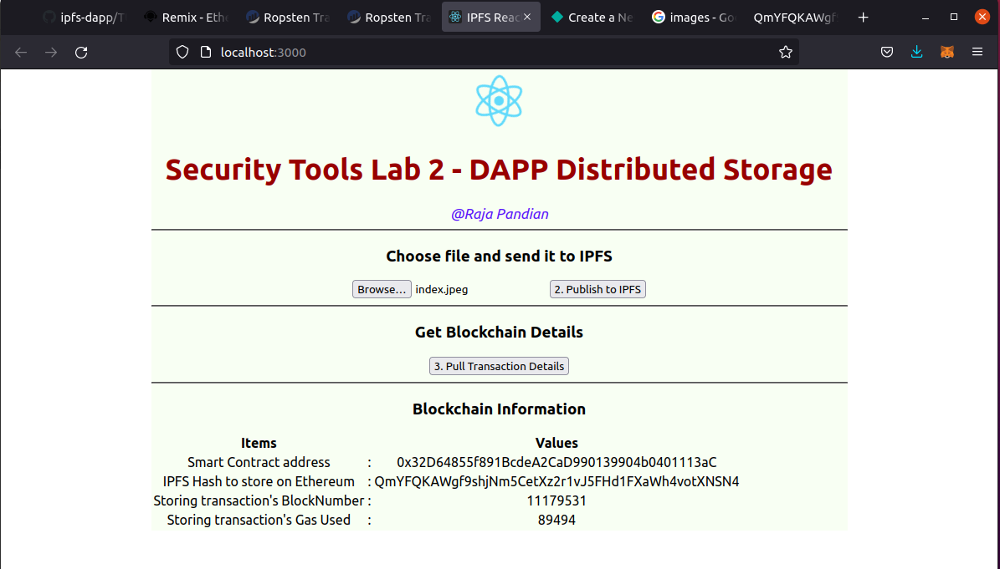 ipfs-dapp/T Remix - Ethe Ropsten Tra Ropsten Tra IPFS Reac Create a Ne images - Go QmYFQKAWgf9
localhost:3000
Security Tools Lab 2 - DAPP Distributed Storage
@Raja Pandian
Choose file and send it to IPFS
Browse... index.jpeg 2. Publish to IPFS
Get Blockchain Details
3. Pull Transaction Details
Blockchain Information
Items Values
Smart Contract address : 0x32D64855f891BcdeA2CaD990139904b0401113aC
IPFS Hash to store on Ethereum : QmYFQKAWgf9shjNm5CetXz2r1vJ5FHd1FXaWh4votXNSN4
Storing transaction's BlockNumber : 11179531
Storing transaction's Gas Used : 89494